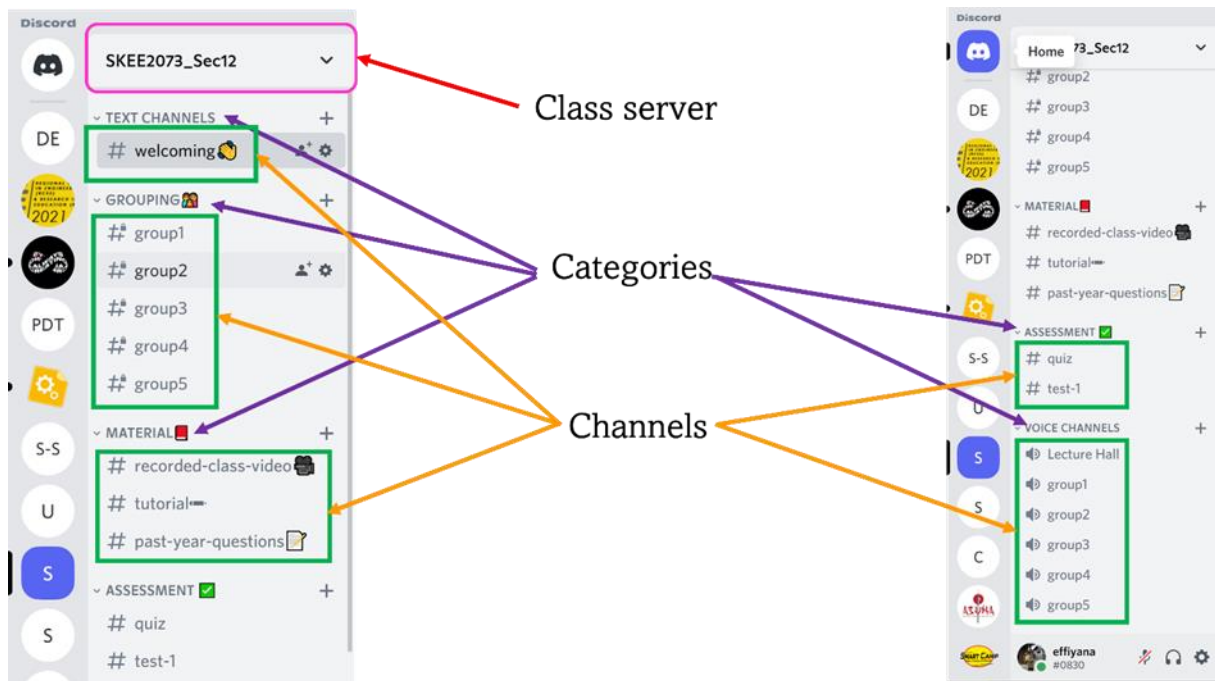 Discord
SKEE2073_Sec12
TEXT CHANNELS
# welcoming👏
GROUPING👫
group1
group2
group3
group4
group5
MATERIAL📕
# recorded-class-video🎥
# tutorial
# past-year-questions📝
ASSESSMENT ✅
# quiz
# test-1
DE
2021
PDT
S-S
U
S
S
Class server
Categories
Channels
Discord
Home
73_Sec12
group2
group3
group4
group5
MATERIAL📕
# recorded-class-video🎥
# tutorial
# past-year-questions📝
ASSESSMENT ✅
# quiz
# test-1
VOICE CHANNELS
Lecture Hall
group1
group2
group3
group4
group5
DE
2021
PDT
S-S
U
S
S
C
effiyana
#0830